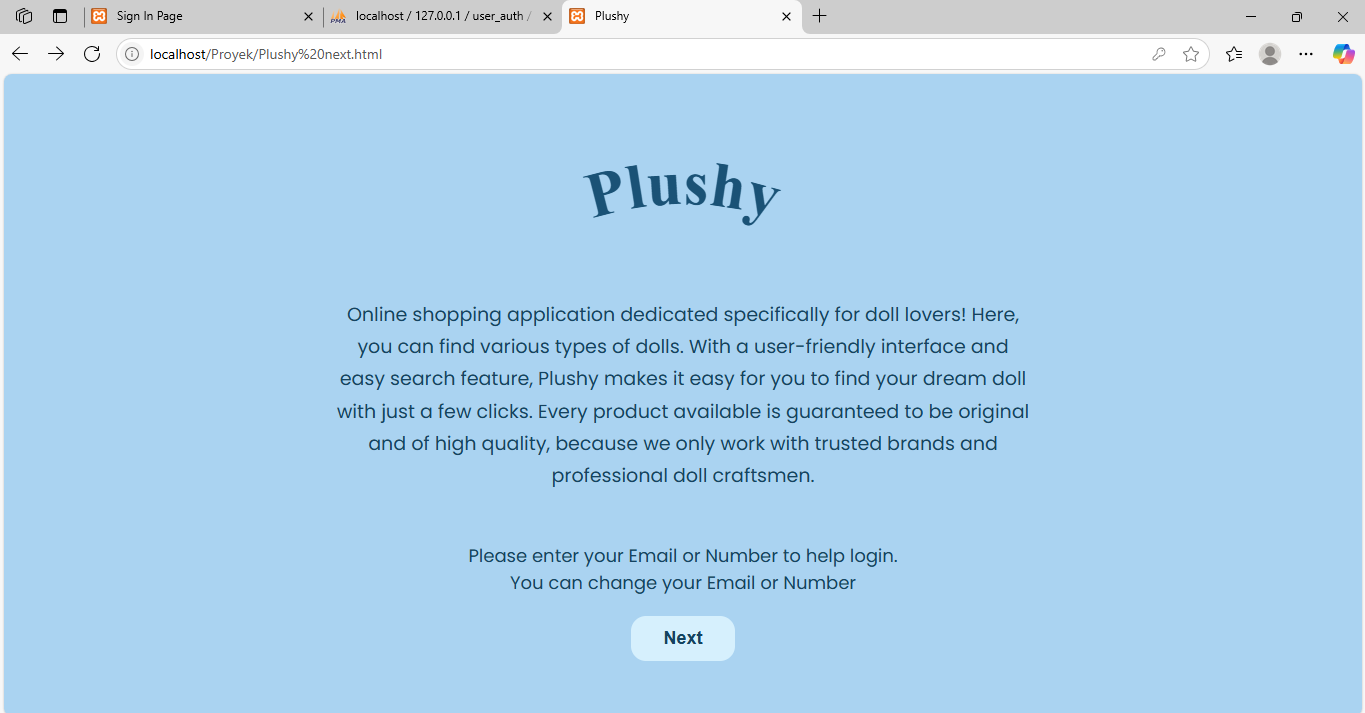 Sign In Page
localhost / 127.0.0.1 / user_auth /
Plushy
localhost/Proyek/Plushy%20next.html
Plushy
Online shopping application dedicated specifically for doll lovers! Here,
you can find various types of dolls. With a user-friendly interface and
easy search feature, Plushy makes it easy for you to find your dream doll
with just a few clicks. Every product available is guaranteed to be original
and of high quality, because we only work with trusted brands and
professional doll craftsmen.
Please enter your Email or Number to help login.
You can change your Email or Number
Next